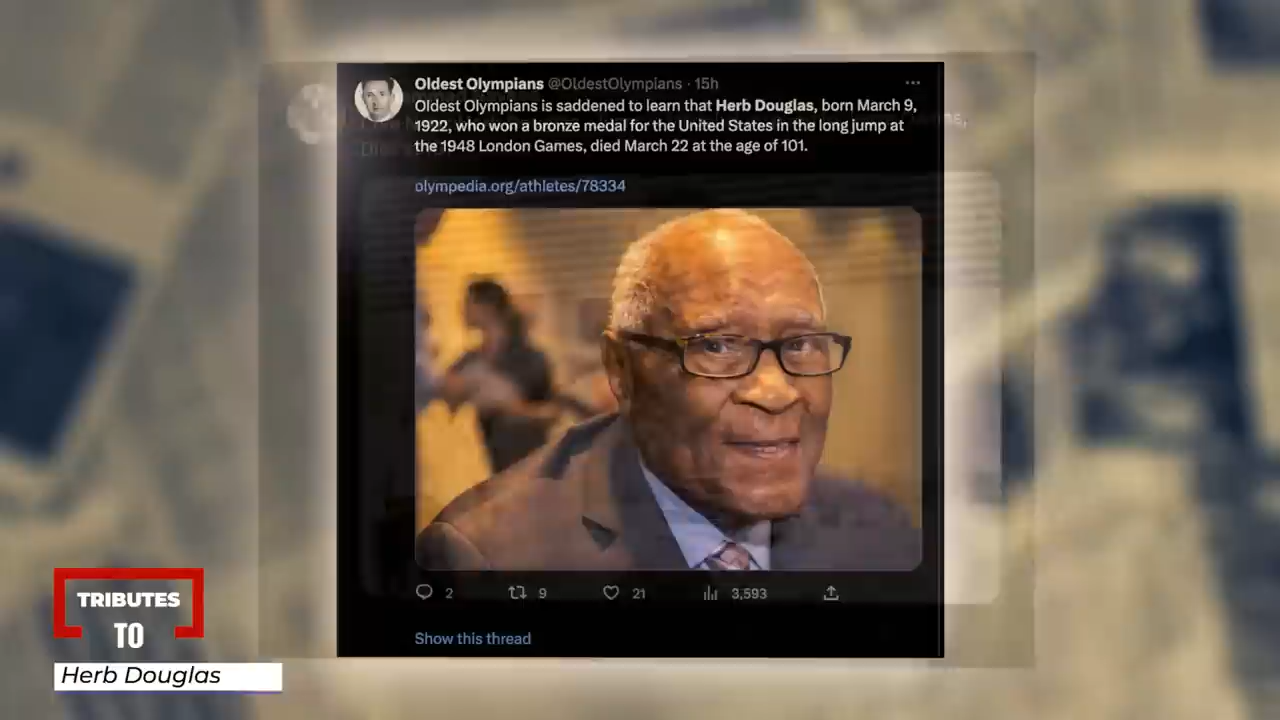 Oldest Olympians @OldestOlympians · 15h
Oldest Olympians is saddened to learn that Herb Douglas, born March 9,
1922, who won a bronze medal for the United States in the long jump at
the 1948 London Games, died March 22 at the age of 101.
olympedia.org/athletes/78334
2 9 21 3,593
Show this thread
TRIBUTES
TO
Herb Douglas